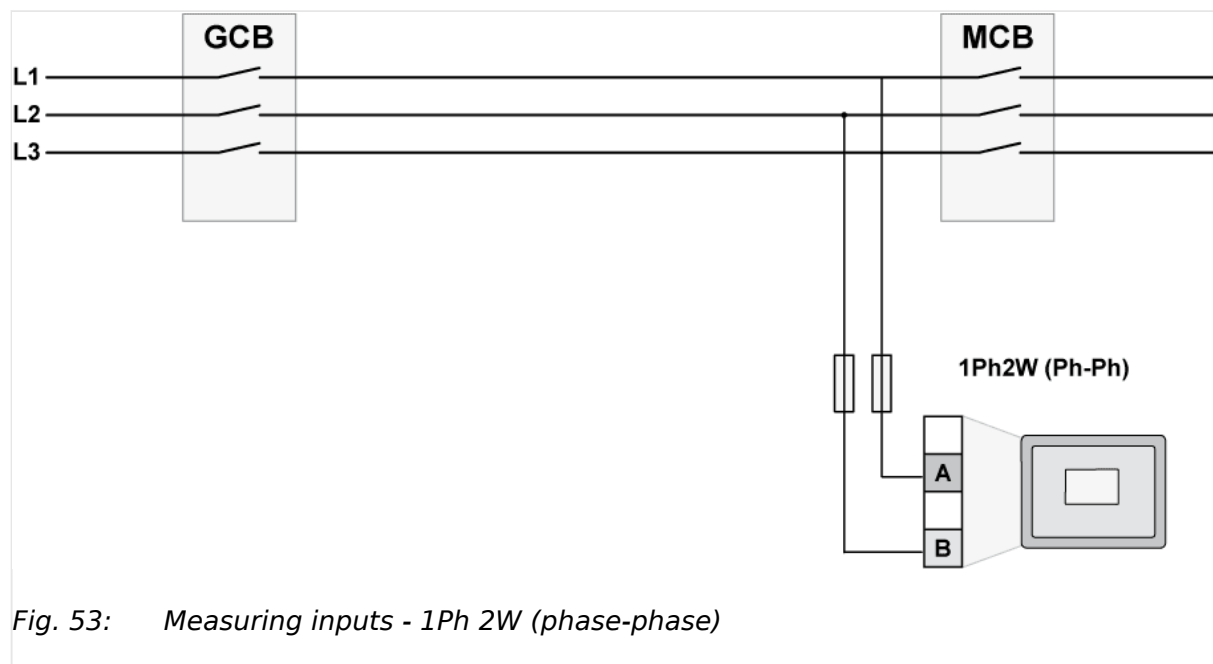 GCB MCB
L1
L2
L3
1Ph2W (Ph-Ph)
A
B
Fig. 53: Measuring inputs - 1Ph 2W (phase-phase)